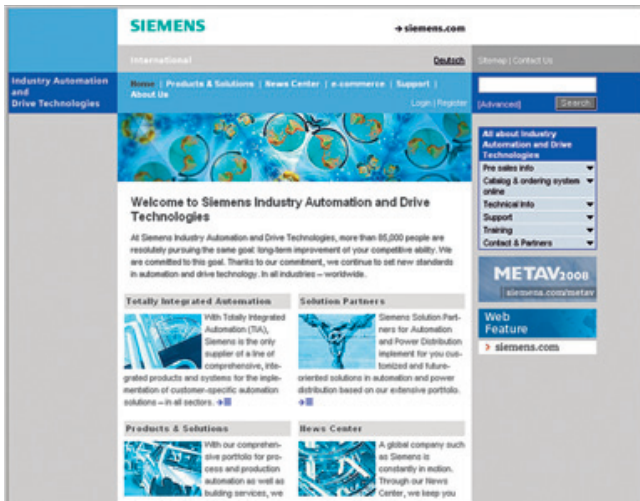 SIEMENS
→siemens.com
International
Deutsch
Sitemap | Contact Us
Industry Automation
and
Drive Technologies
Home | Products & Solutions | News Center | e-commerce | Support |
About Us
Login | Register
[Advanced]
Search
All about Industry
Automation and Drive
Technologies
Pre sales info
Catalog & ordering system
online
Technical Info
Support
Training
Contact & Partners
METAV2008
siemens.com/metav
Web
Feature
> siemens.com
Welcome to Siemens Industry Automation and Drive
Technologies
At Siemens Industry Automation and Drive Technologies, more than 85,000 people are
resolutely pursuing the same goal: long-term improvement of your competitive ability. We
are committed to this goal. Thanks to our commitment, we continue to set new standards
in automation and drive technology. In all industries – worldwide.
Totally Integrated Automation
With Totally Integrated
Automation (TIA),
Siemens is the only
supplier of a line of
comprehensive, inte-
grated products and systems for the imple-
mentation of customer-specific automation
solutions – in all sectors. →
Solution Partners
Siemens Solution Part-
ners for Automation
and Power Distribution
implement for you cus-
tomized and future-
oriented solutions in automation and power
distribution based on our extensive portfolio.
→
Products & Solutions
With our comprehen-
sive portfolio for pro-
cess and production
automation as well as
building services, we
News Center
A global company such
as Siemens is
constantly in motion.
Through our News
Center, we keep you